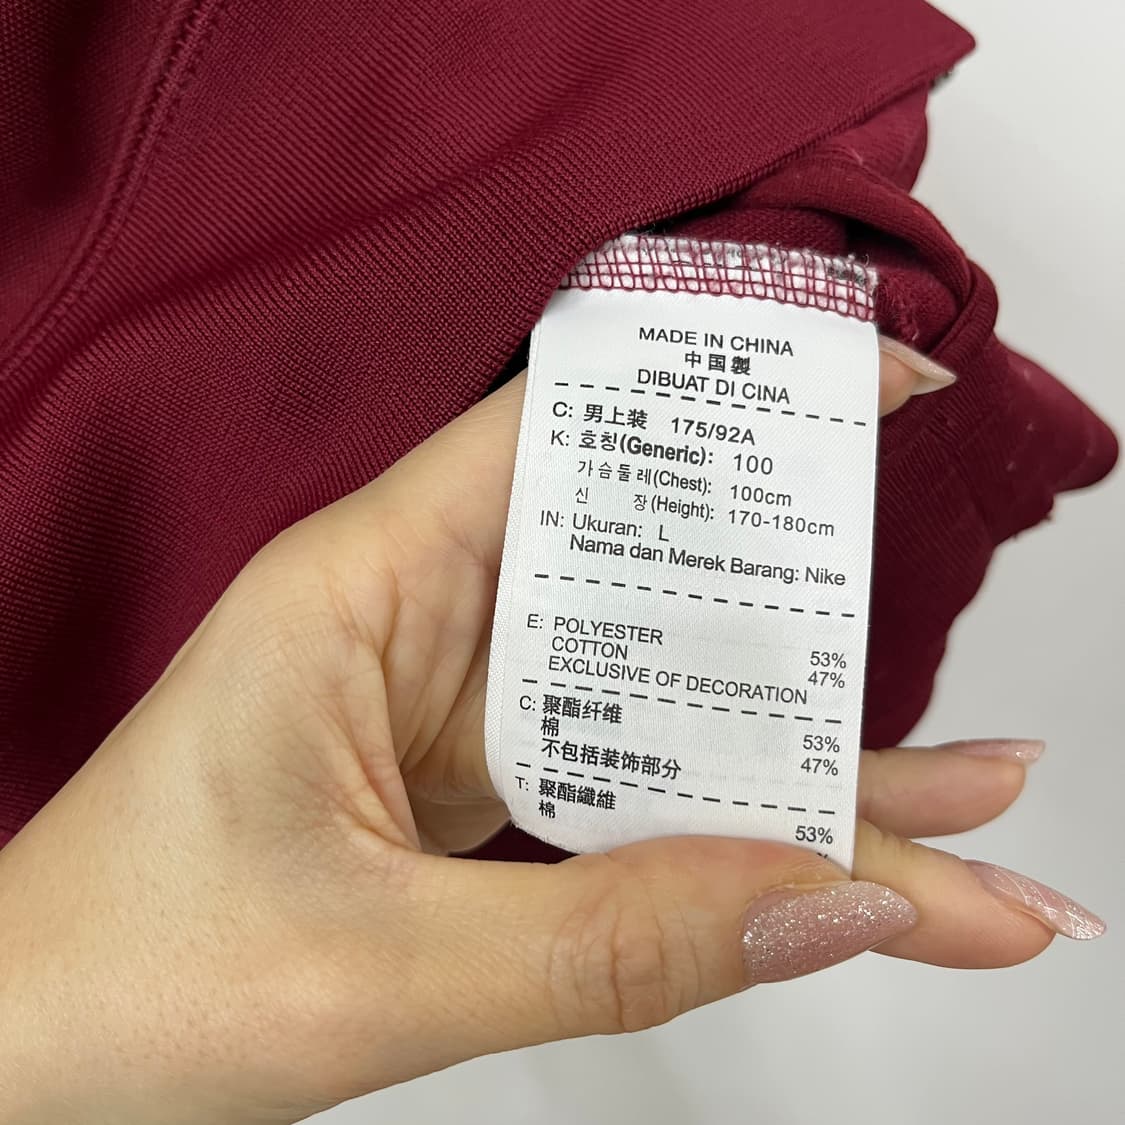 MADE IN CHINA
中国製
DIBUAT DI CINA
C: 男上装 175/92A
K: 호칭(Generic): 100
가슴둘레(Chest): 100cm
신 장(Height): 170-180cm
IN: Ukuran: L
Nama dan Merek Barang: Nike
E: POLYESTER 53%
COTTON 47%
EXCLUSIVE OF DECORATION
C: 聚酯纤维 53%
棉 47%
不包括装饰部分
T: 聚酯纖維 53%
棉